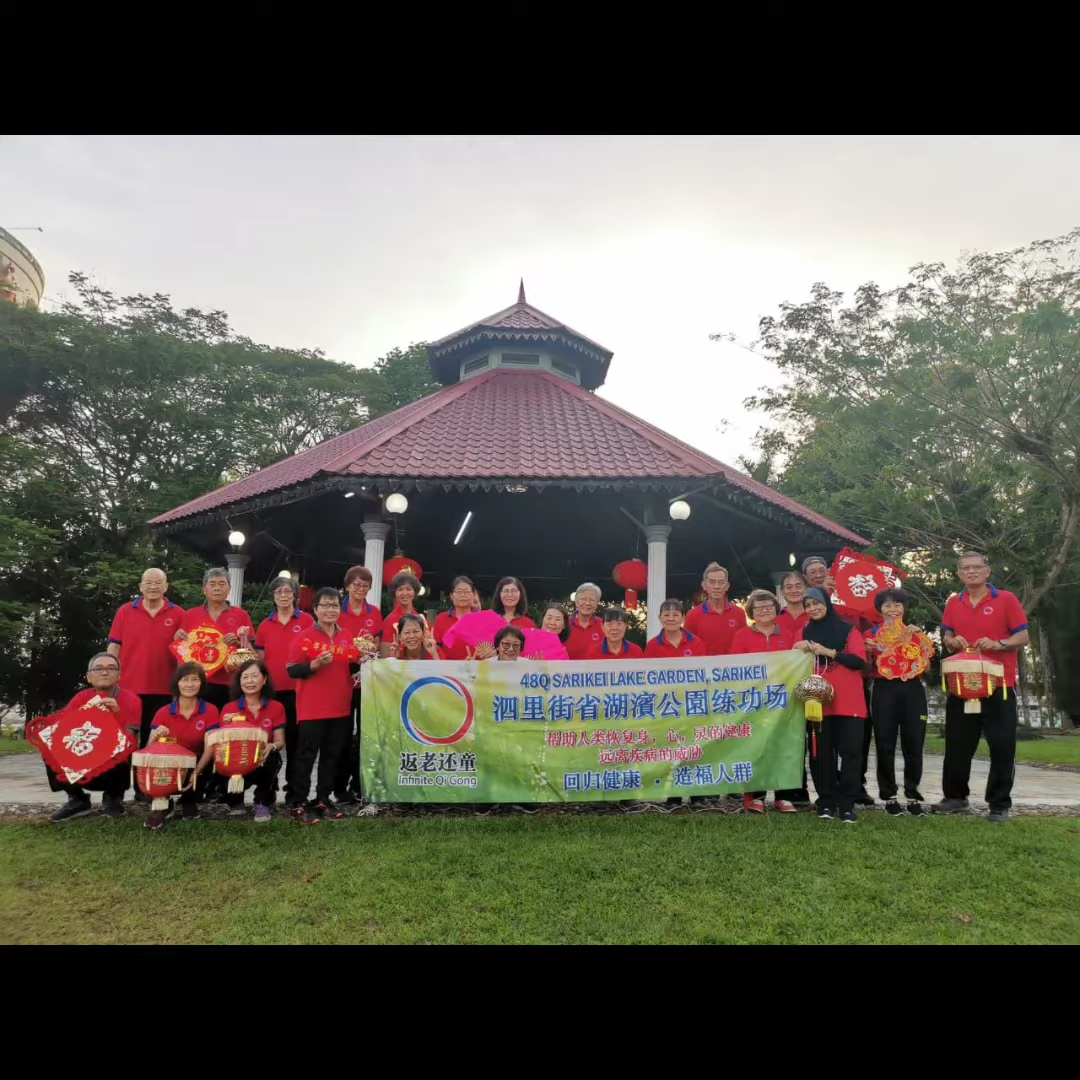 48Q SARIKEI LAKE GARDEN, SARIKEI
泗里街省湖濱公園练功场
帮助人类恢复身，心，灵的健康
远离疾病的威胁
回归健康 · 造福人群
返老还童
Infinite Qi Gong
福